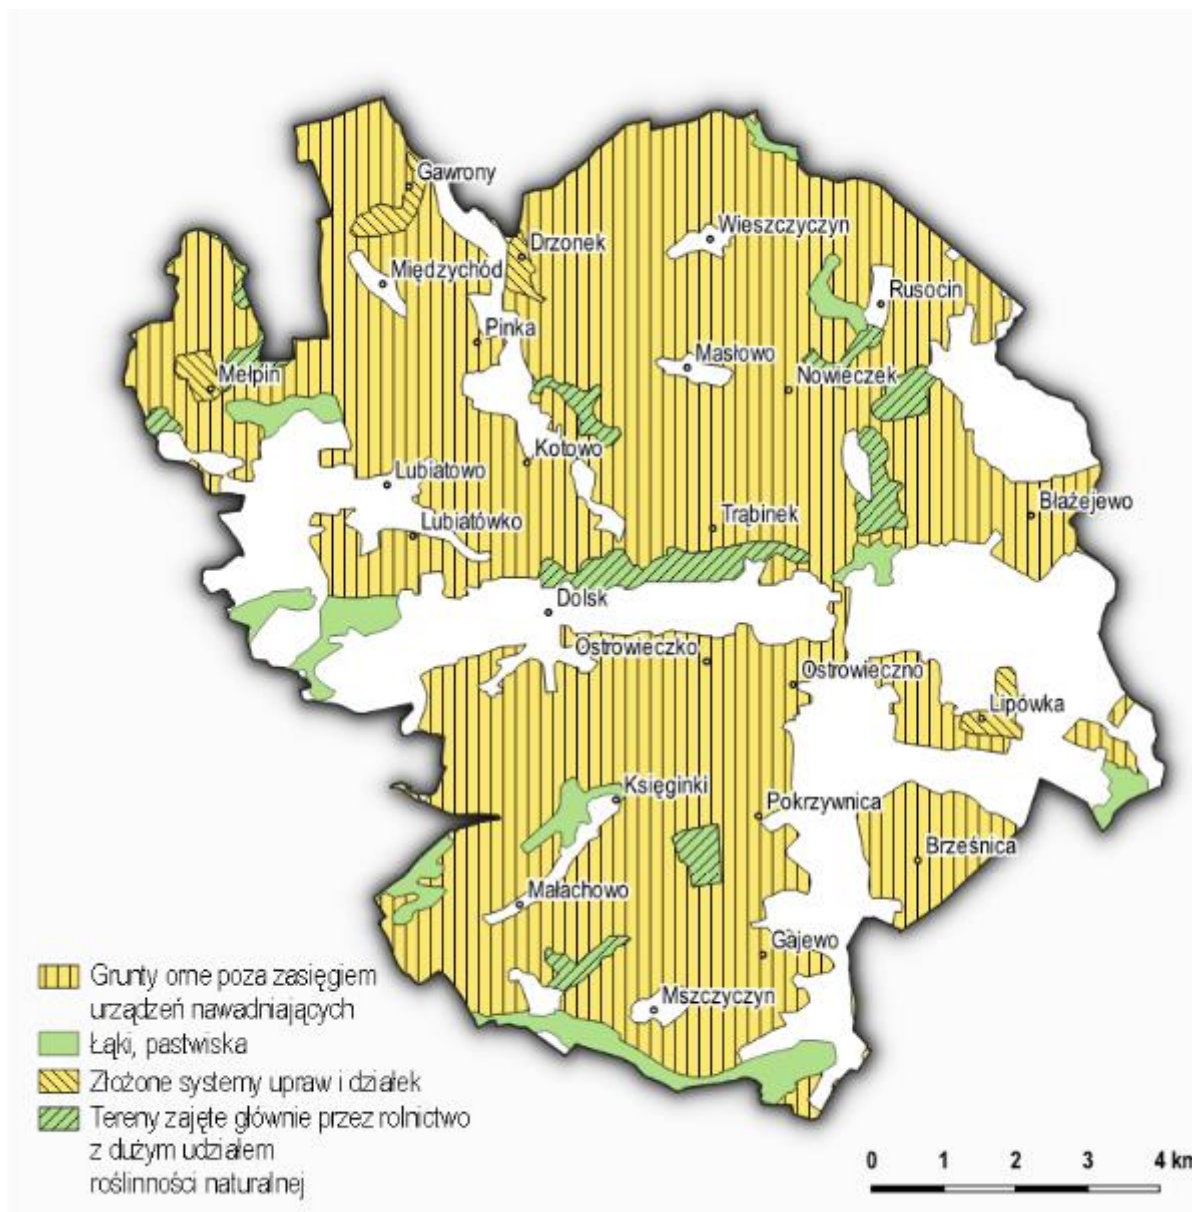 Gawrony
Wieszczyczyn
Drzonek
Międzychód
Rusocin
Pinka
Masłowo
Mełpin
Nowieczek
Kotowo
Lubiatowo
Błażejewo
Lubiatówko
Trąbinek
Dolsk
Ostrowieczko
Ostrowieczno
Lipówka
Księginki
Pokrzywnica
Brześnica
Małachowo
Gajewo
Mszczyczyn
Grunty orne poza zasięgiem
urządzeń nawadniających
Łąki, pastwiska
Złożone systemy upraw i działek
Tereny zajęte głównie przez rolnictwo
z dużym udziałem
roślinności naturalnej
0 1 2 3 4 km